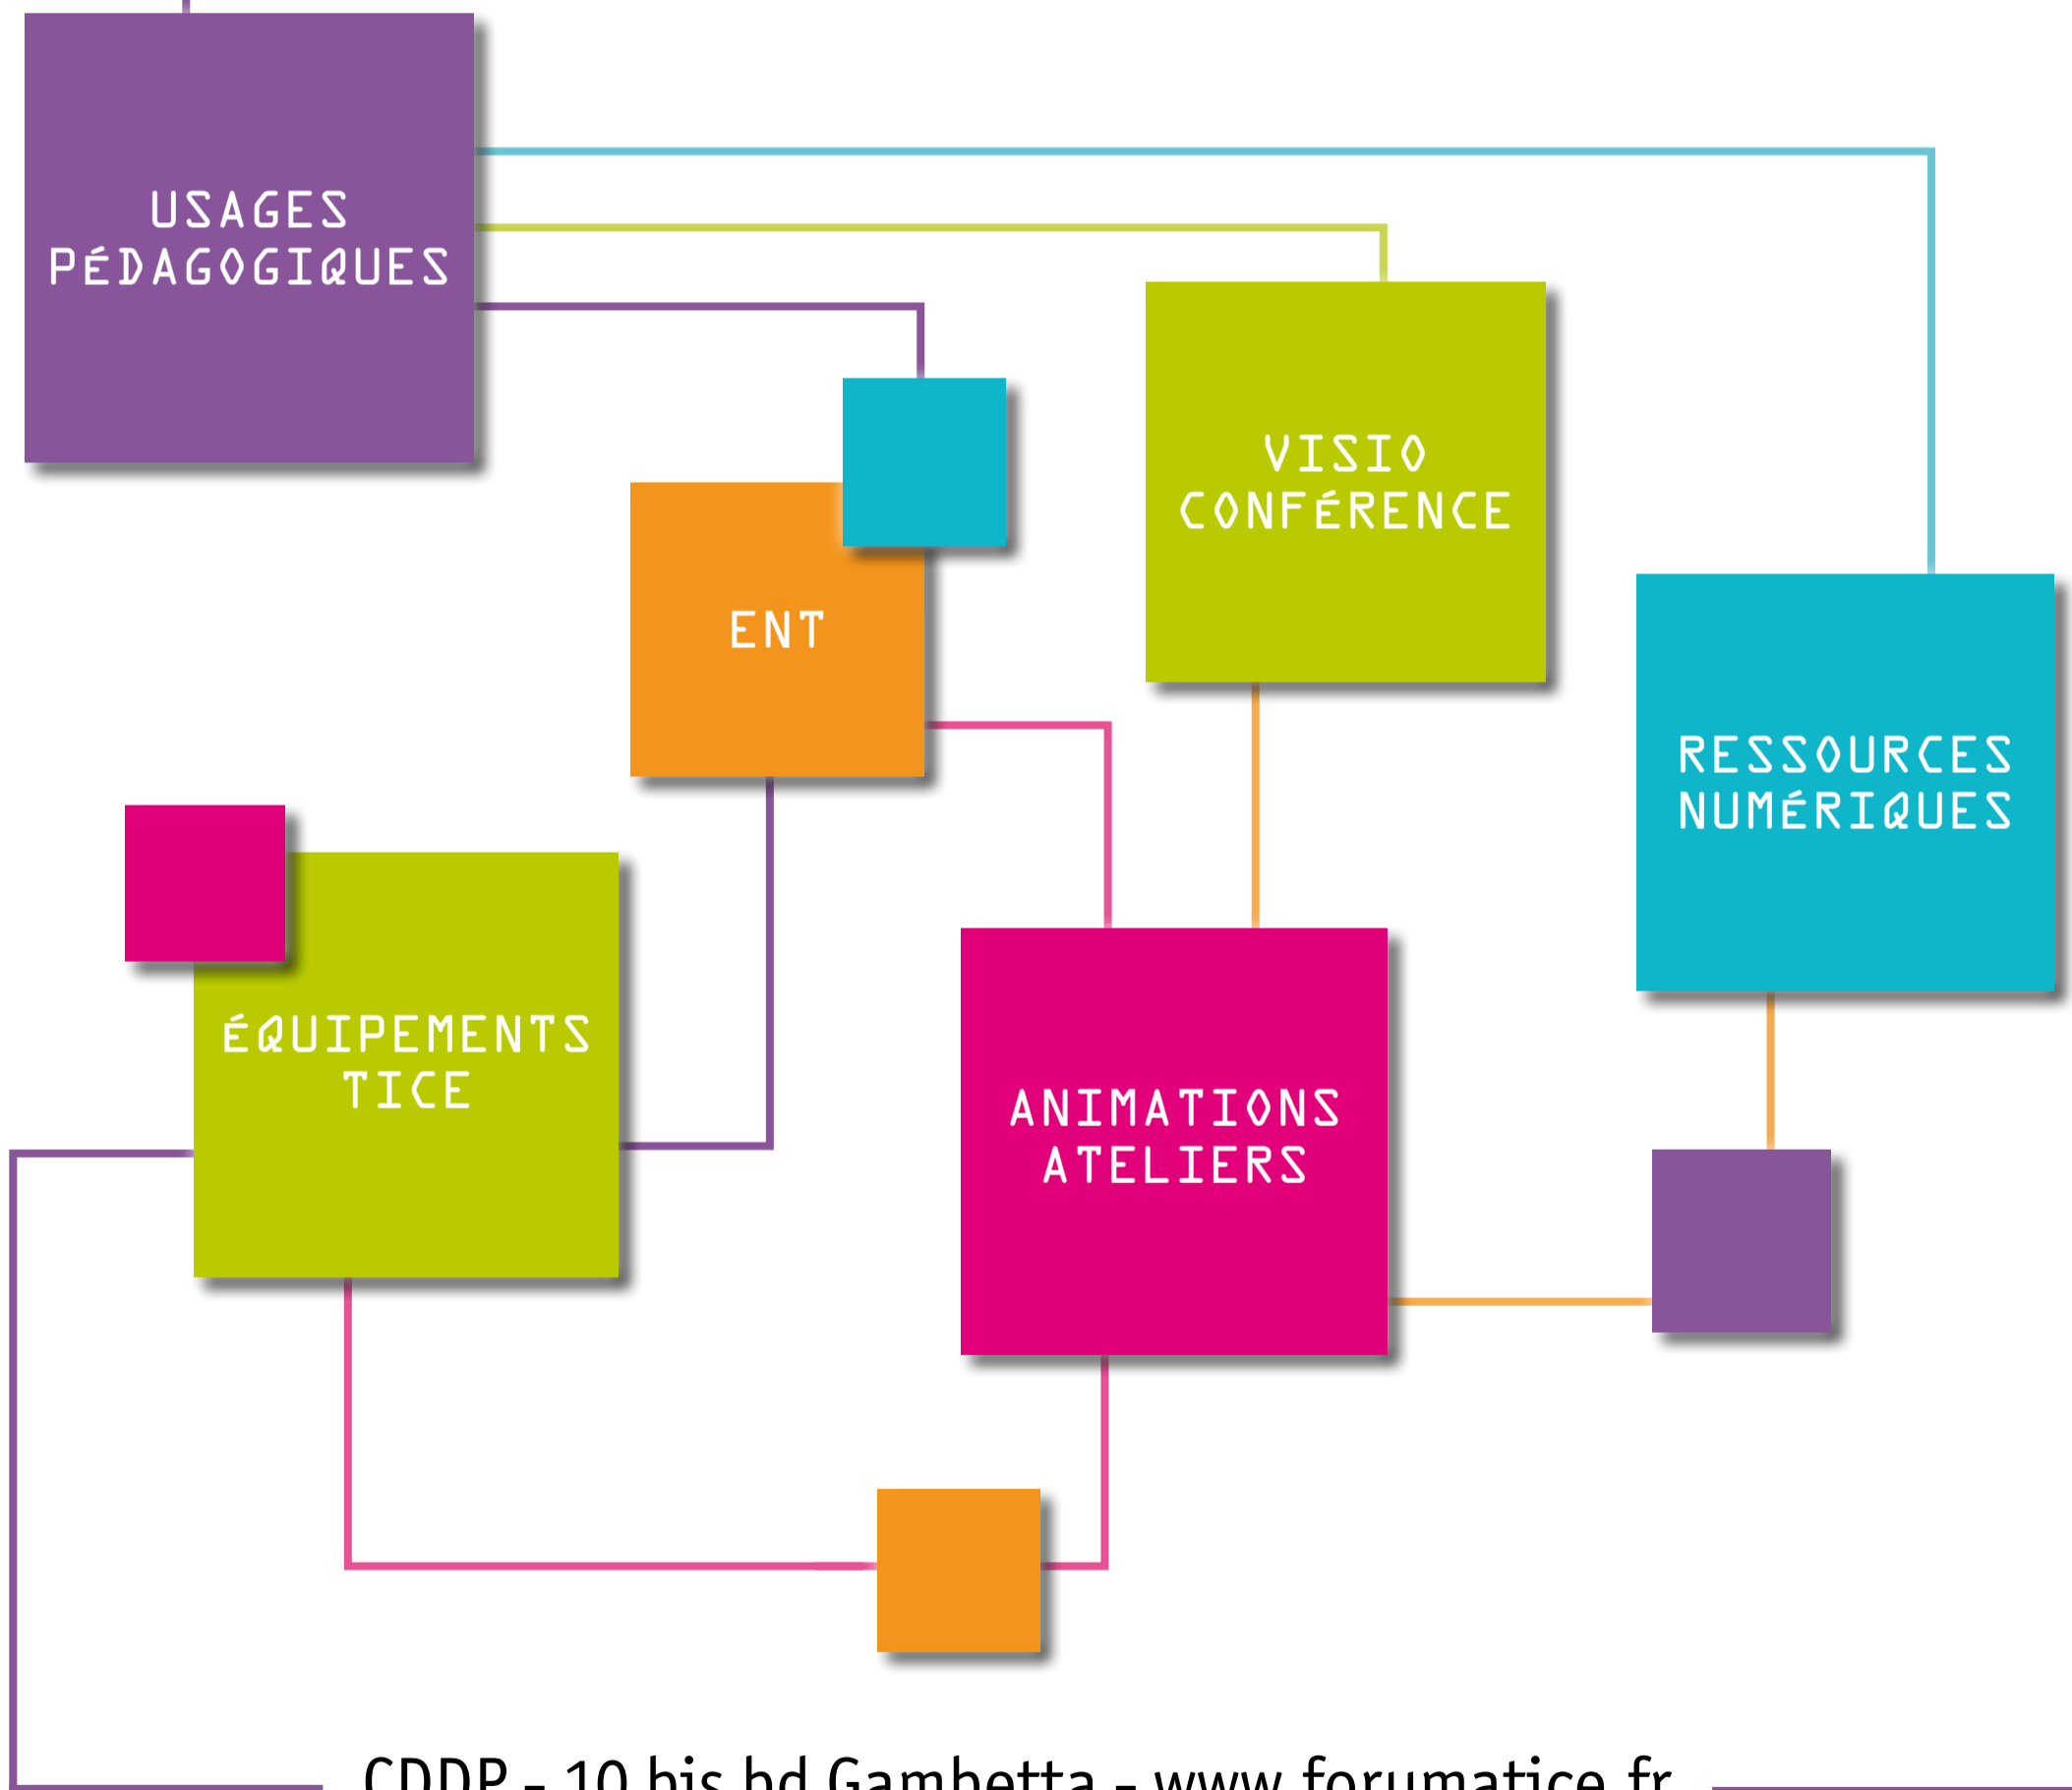 USAGES
PÉDAGOGIQUES
VISIO
CONFÉRENCE
ENT
RESSOURCES
NUMÉRIQUES
ÉQUIPEMENTS
TICE
ANIMATIONS
ATELIERS
CDDP - 10 bis bd Gambetta - www.forumatice.fr